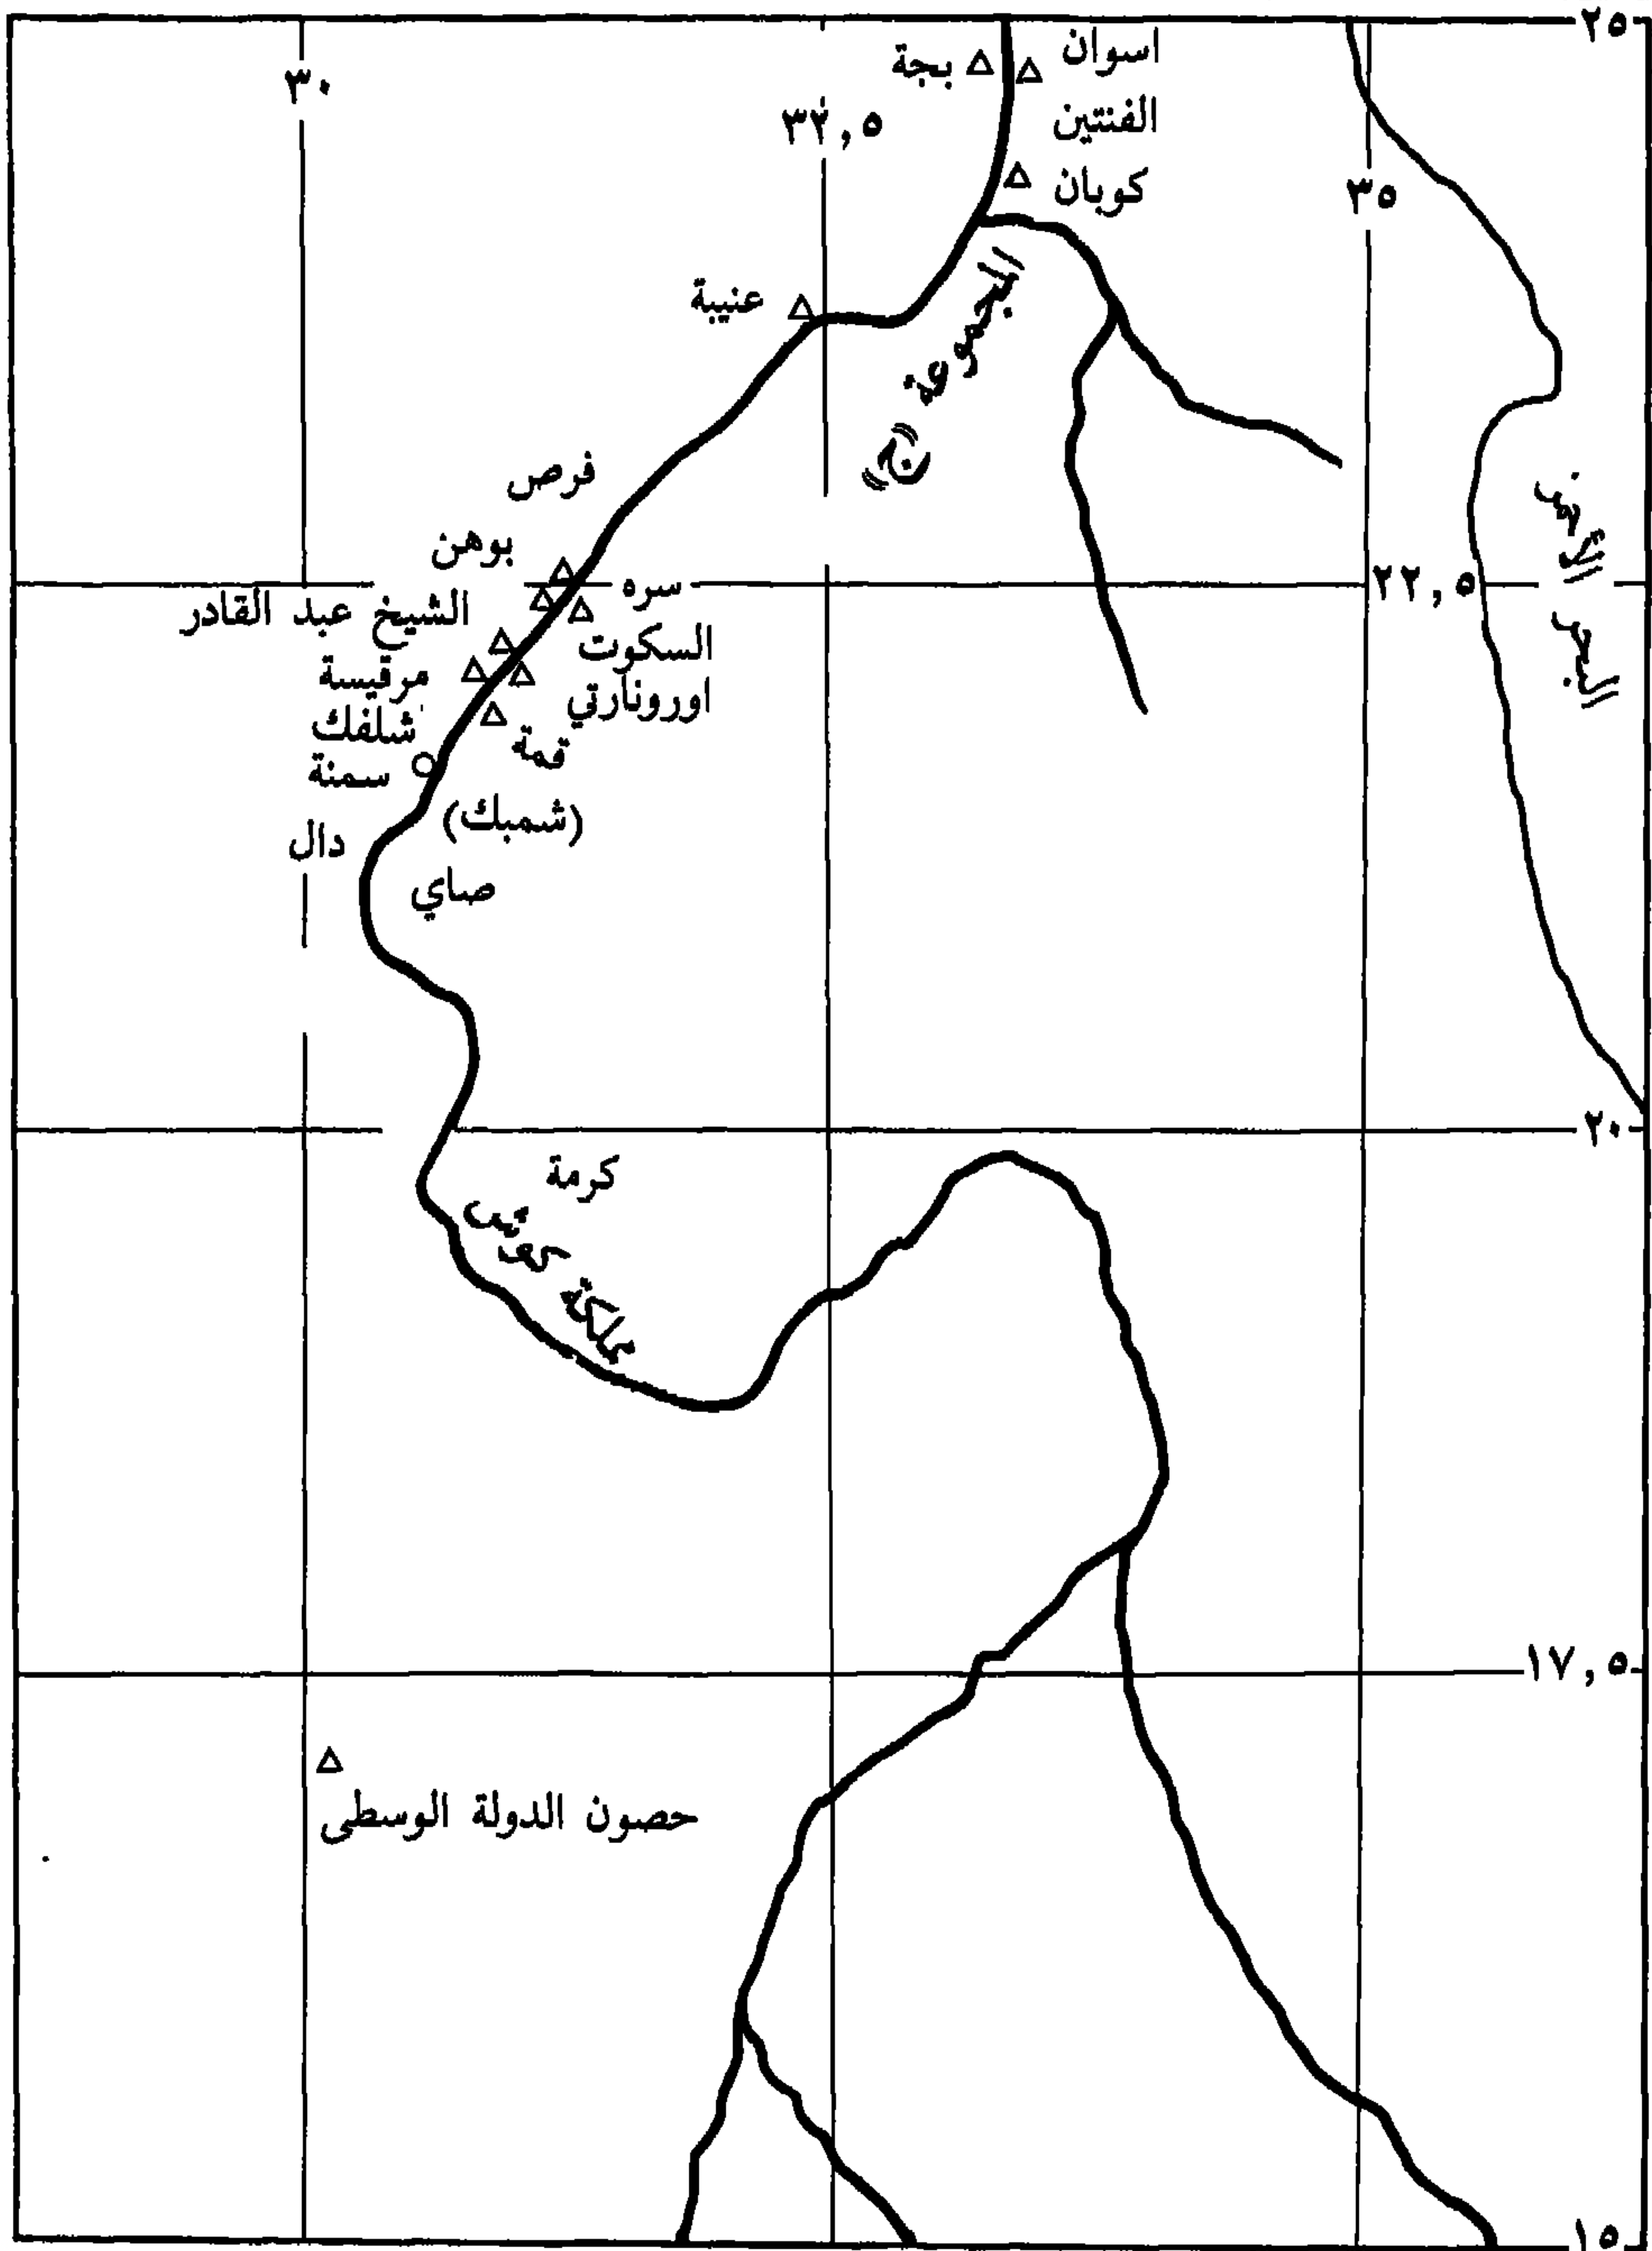 ٢٥
اسوان
بجة
٣٠
الفنتين
٣٢,٥
كوبان
٣٥
المجموعة «ج»
عنيبة
فرص
البحر الاحمر
بوهن
سره
٢٢,٥
الشيخ عبد القادر
السكوت
مرقيسة
اورونارتي
شلفك
قمة
سمنة
(شمبك)
دال
صاي
٢٠
كرمة
مملكة
١٧,٥
حصون الدولة الوسطى
١٥